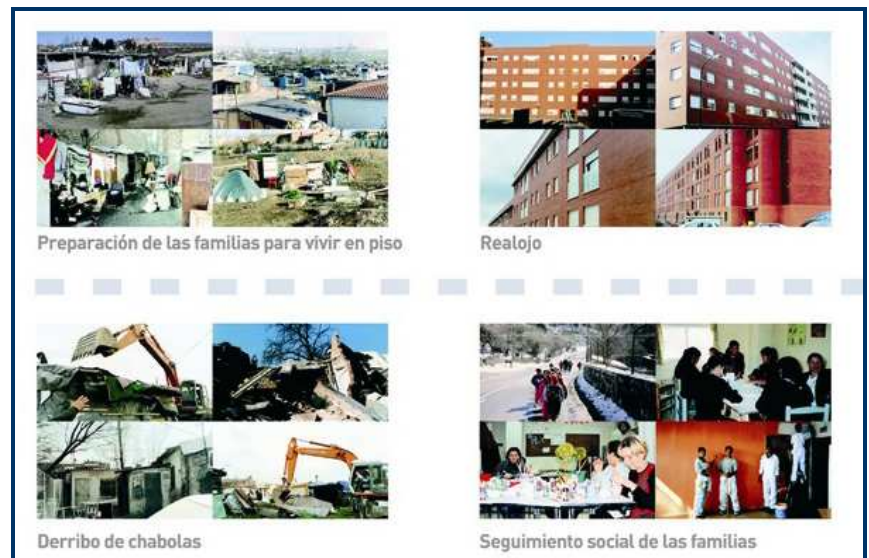 Preparación de las familias para vivir en piso
Realojo
Derribo de chabolas
Seguimiento social de las familias